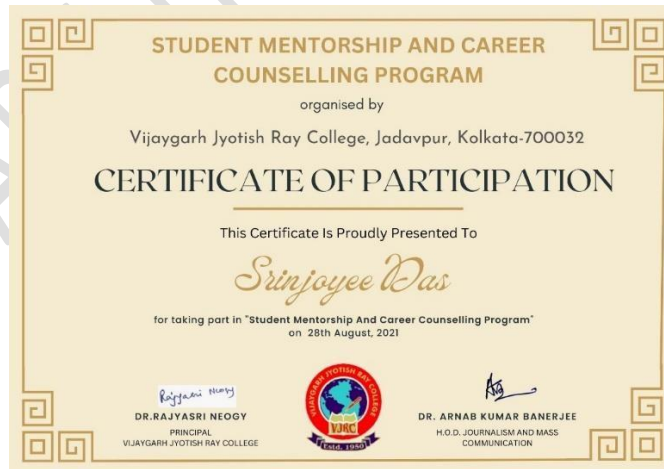 STUDENT MENTORSHIP AND CAREER
COUNSELLING PROGRAM
organised by
Vijaygarh Jyotish Ray College, Jadavpur, Kolkata-700032
CERTIFICATE OF PARTICIPATION
This Certificate Is Proudly Presented To
Srinjoyee Das
for taking part in "Student Mentorship And Career Counselling Program"
on 28th August, 2021
Rajyasri Neogy
DR.RAJYASRI NEOGY
PRINCIPAL
VIJAYGARH JYOTISH RAY COLLEGE
VIJAYGARH JYOTISH RAY COLLEGE
VJRC
Estd. 1950
DR. ARNAB KUMAR BANERJEE
H.O.D. JOURNALISM AND MASS
COMMUNICATION